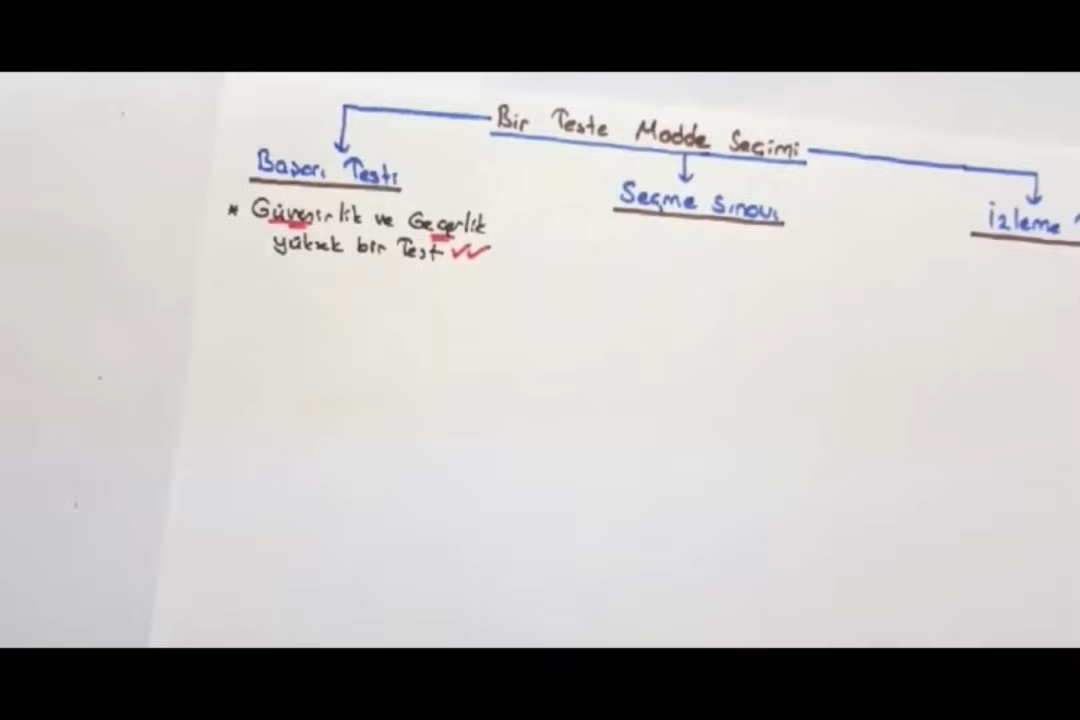 Bir Teste Madde Seçimi
Başarı Testi
Seçme Sınavı
İzleme
* Güvenirlik ve Geçerlik
yüksek bir Test